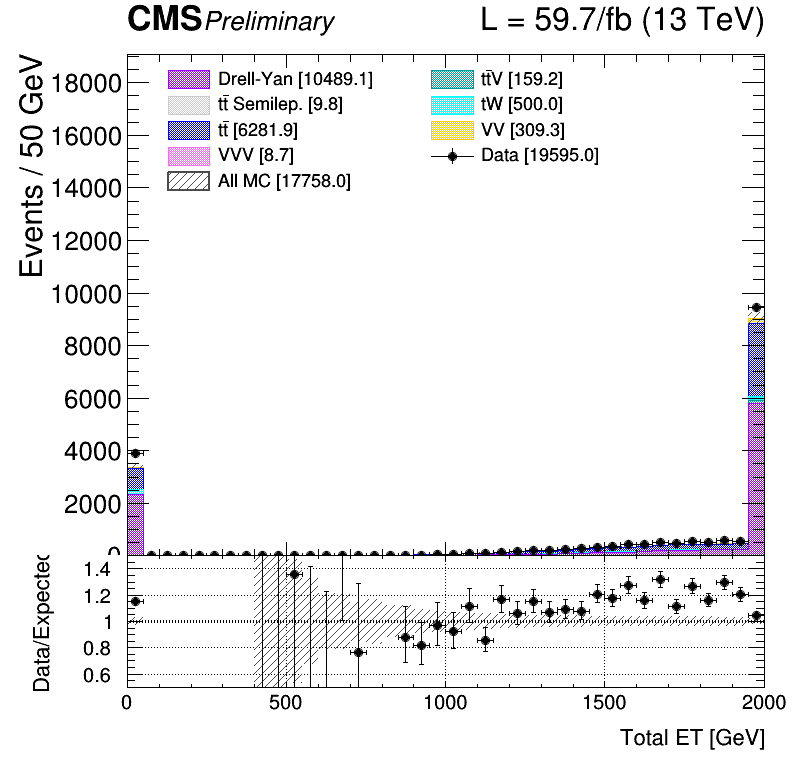 CMS Preliminary L = 59.7/fb (13 TeV)
Events / 50 GeV
18000
16000
14000
12000
10000
8000
6000
4000
2000
0
Drell-Yan [10489.1]
tt̄ Semilep. [9.8]
tt̄ [6281.9]
VVV [8.7]
All MC [17758.0]
tt̄V [159.2]
tW [500.0]
VV [309.3]
Data [19595.0]
Data/Expected
1.4
1.2
1
0.8
0.6
0 500 1000 1500 2000
Total ET [GeV]